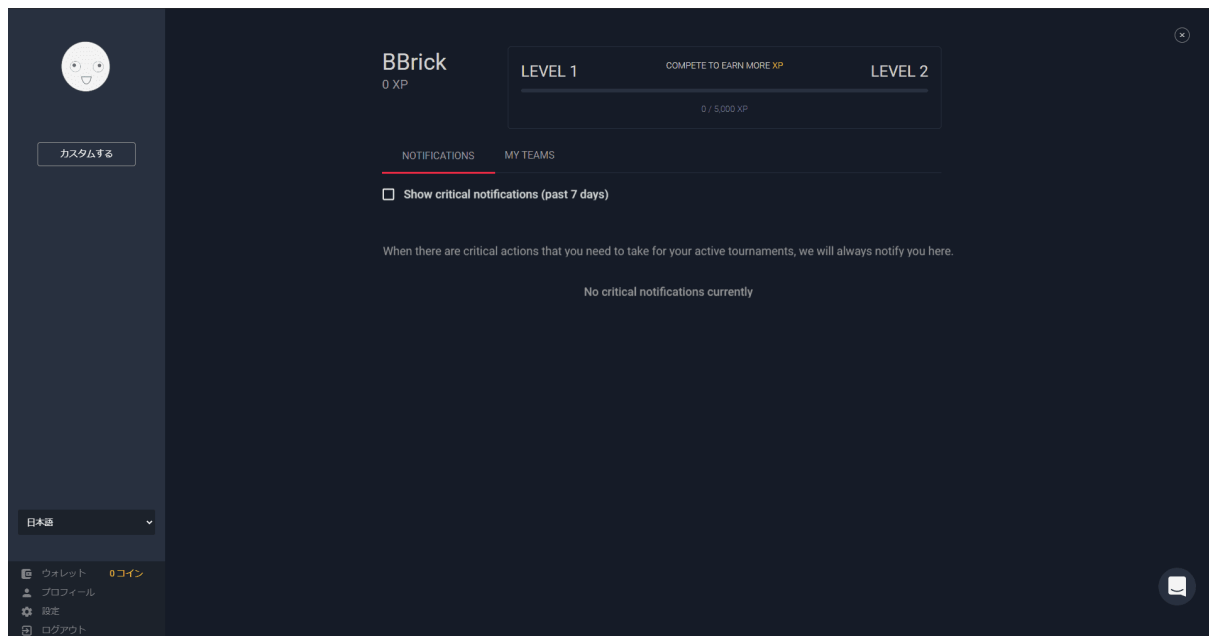 BBrick
0 XP
LEVEL 1
COMPETE TO EARN MORE XP
LEVEL 2
0 / 5,000 XP
カスタムする
NOTIFICATIONS
MY TEAMS
Show critical notifications (past 7 days)
When there are critical actions that you need to take for your active tournaments, we will always notify you here.
No critical notifications currently
日本語
ウォレット 0コイン
プロフィール
設定
ログアウト